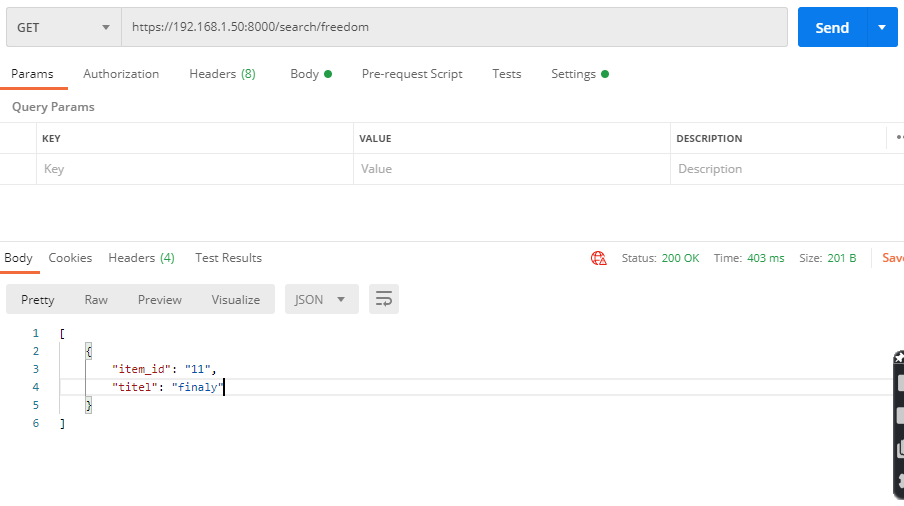 GET https://192.168.1.50:8000/search/freedom Send
Params Authorization Headers (8) Body Pre-request Script Tests Settings
Query Params
KEY VALUE DESCRIPTION
Key Value Description
Body Cookies Headers (4) Test Results Status: 200 OK Time: 403 ms Size: 201 B Save
Pretty Raw Preview Visualize JSON
1 [
2 {
3 "item_id": "11",
4 "titel": "finaly"
5 }
6 ]